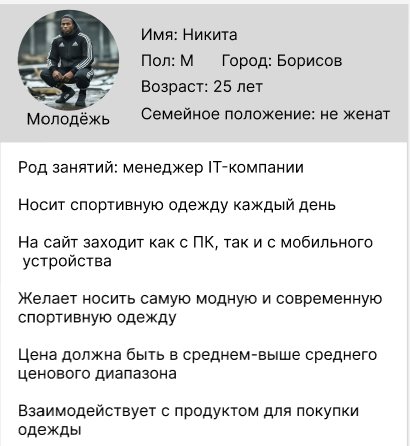 Имя: Никита
Пол: М Город: Борисов
Возраст: 25 лет
Семейное положение: не женат
Молодёжь
Род занятий: менеджер IT-компании
Носит спортивную одежду каждый день
На сайт заходит как с ПК, так и с мобильного
устройства
Желает носить самую модную и современную
спортивную одежду
Цена должна быть в среднем-выше среднего
ценового диапазона
Взаимодействует с продуктом для покупки
одежды